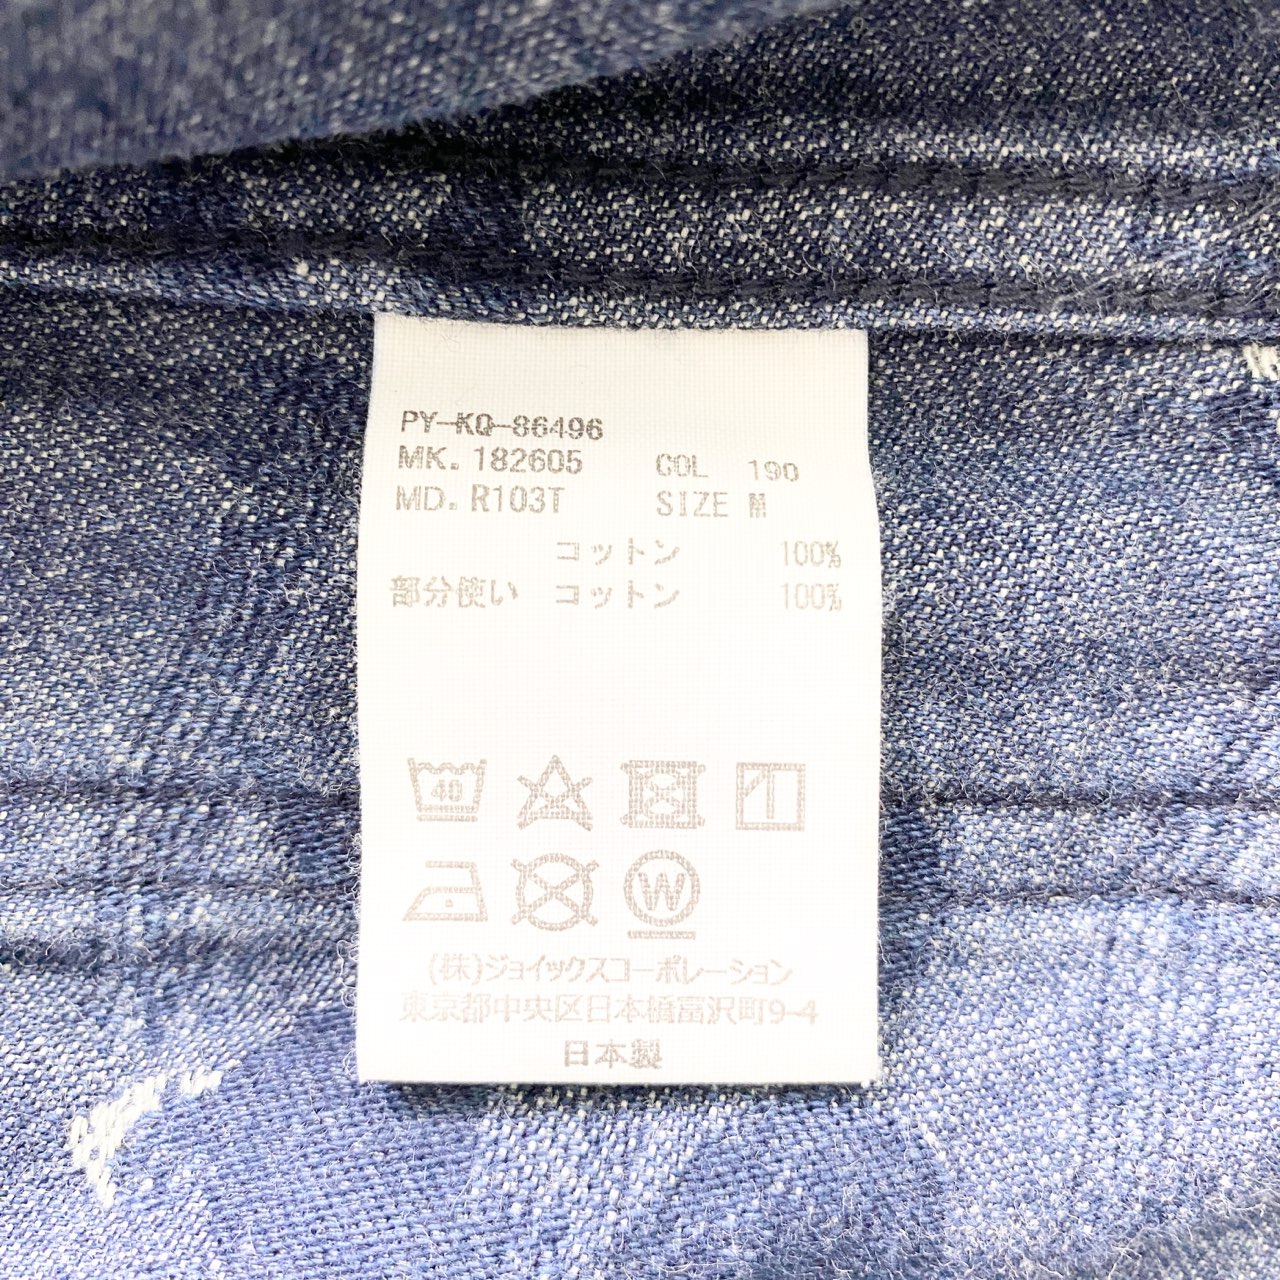 PY-KQ-86496
MK. 182605 COL 190
MD. R103T SIZE M
コットン 100%
部分使い コットン 100%
40
W
(株)ジョイックスコーポレーション
東京都中央区日本橋富沢町9-4
日本製